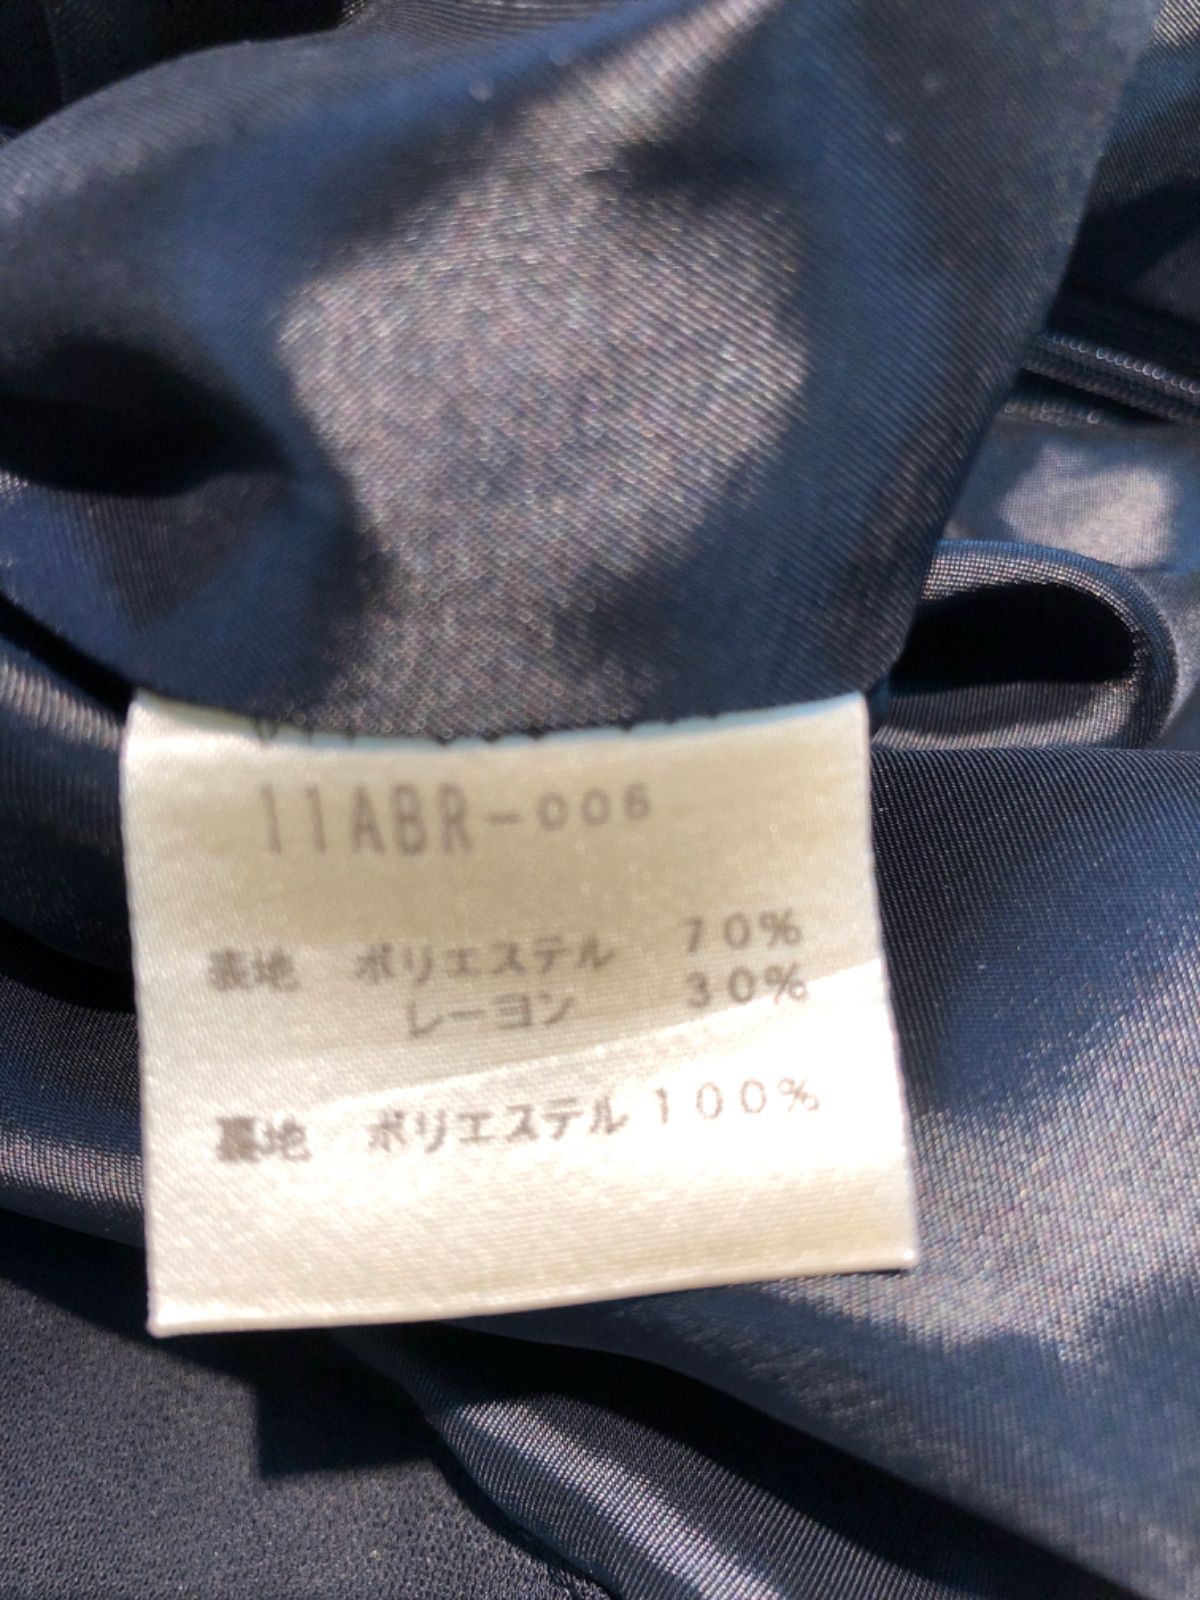 11ABR-006
表地 ポリエステル 70%
レーヨン 30%
裏地 ポリエステル 100%